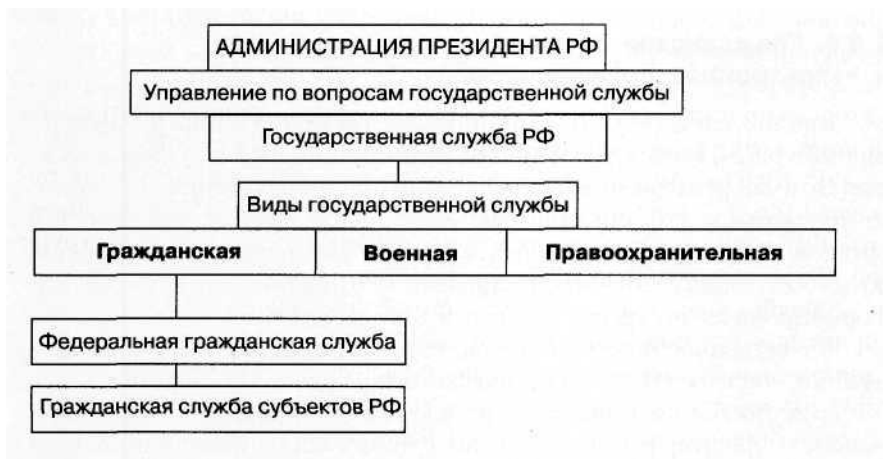 АДМИНИСТРАЦИЯ ПРЕЗИДЕНТА РФ
Управление по вопросам государственной службы
Государственная служба РФ
Виды государственной службы
Гражданская
Военная
Правоохранительная
Федеральная гражданская служба
Гражданская служба субъектов РФ